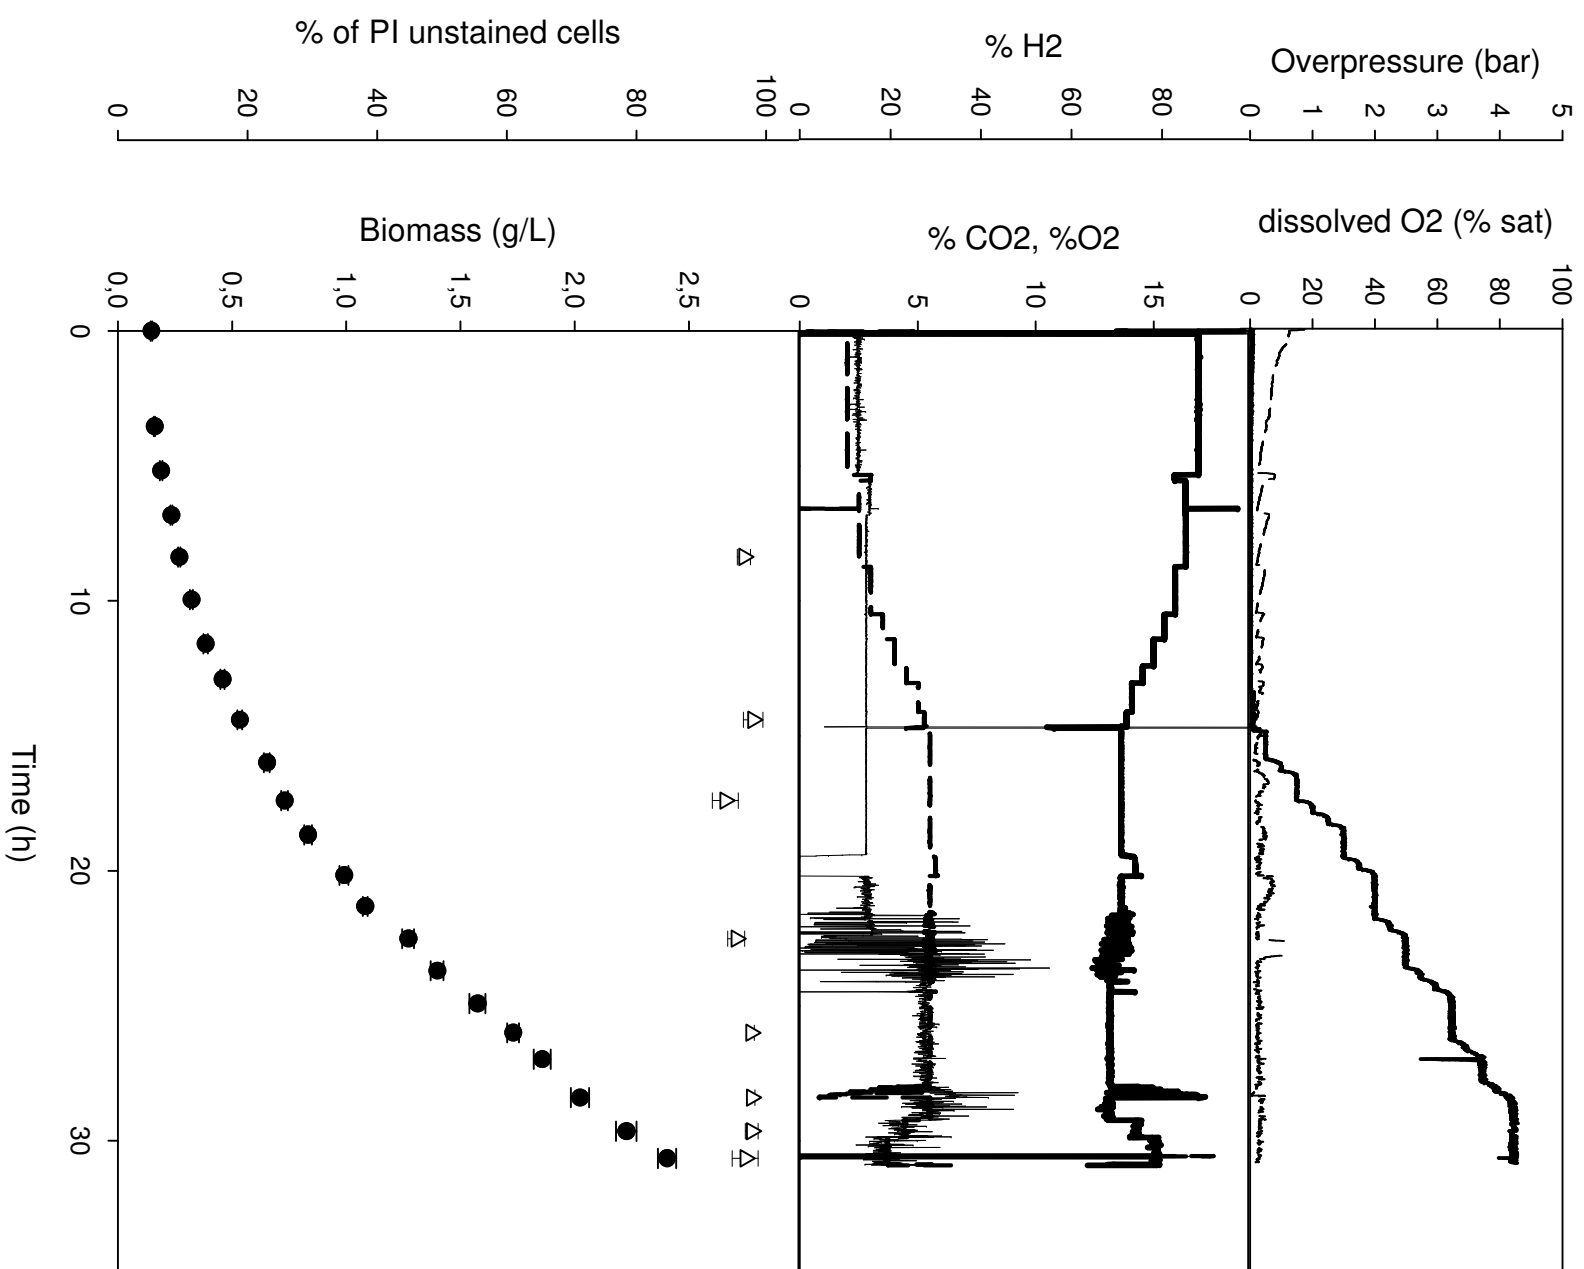 % of PI unstained cells
% H2
Overpressure (bar)
0 20 40 60 80 100
0 20 40 60 80
0 1 2 3 4 5
Biomass (g/L)
% CO2, %O2
dissolved O2 (% sat)
0,0 0,5 1,0 1,5 2,0 2,5
0 5 10 15
0 20 40 60 80 100
0 10 20 30
Time (h)